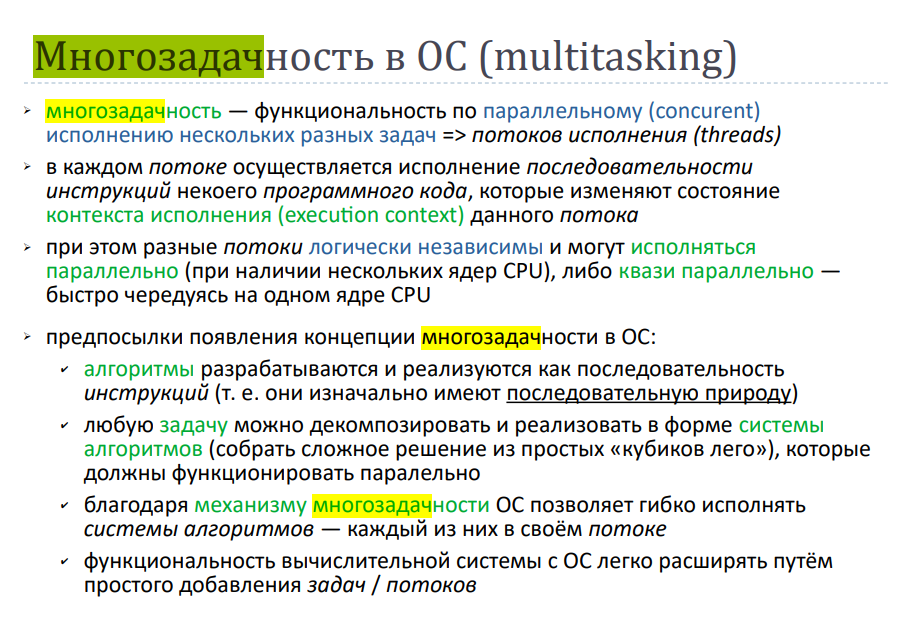 Многозадачность в ОС (multitasking)
многозадачность — функциональность по параллельному (concurent)
исполнению нескольких разных задач => потоков исполнения (threads)
в каждом потоке осуществляется исполнение последовательности
инструкций некоего программного кода, которые изменяют состояние
контекста исполнения (execution context) данного потока
при этом разные потоки логически независимы и могут исполняться
параллельно (при наличии нескольких ядер CPU), либо квази параллельно —
быстро чередуясь на одном ядре CPU
предпосылки появления концепции многозадачности в ОС:
алгоритмы разрабатываются и реализуются как последовательность
инструкций (т. е. они изначально имеют последовательную природу)
любую задачу можно декомпозировать и реализовать в форме системы
алгоритмов (собрать сложное решение из простых «кубиков лего»), которые
должны функционировать паралельно
благодаря механизму многозадачности ОС позволяет гибко исполнять
системы алгоритмов — каждый из них в своём потоке
функциональность вычислительной системы с ОС легко расширять путём
простого добавления задач / потоков